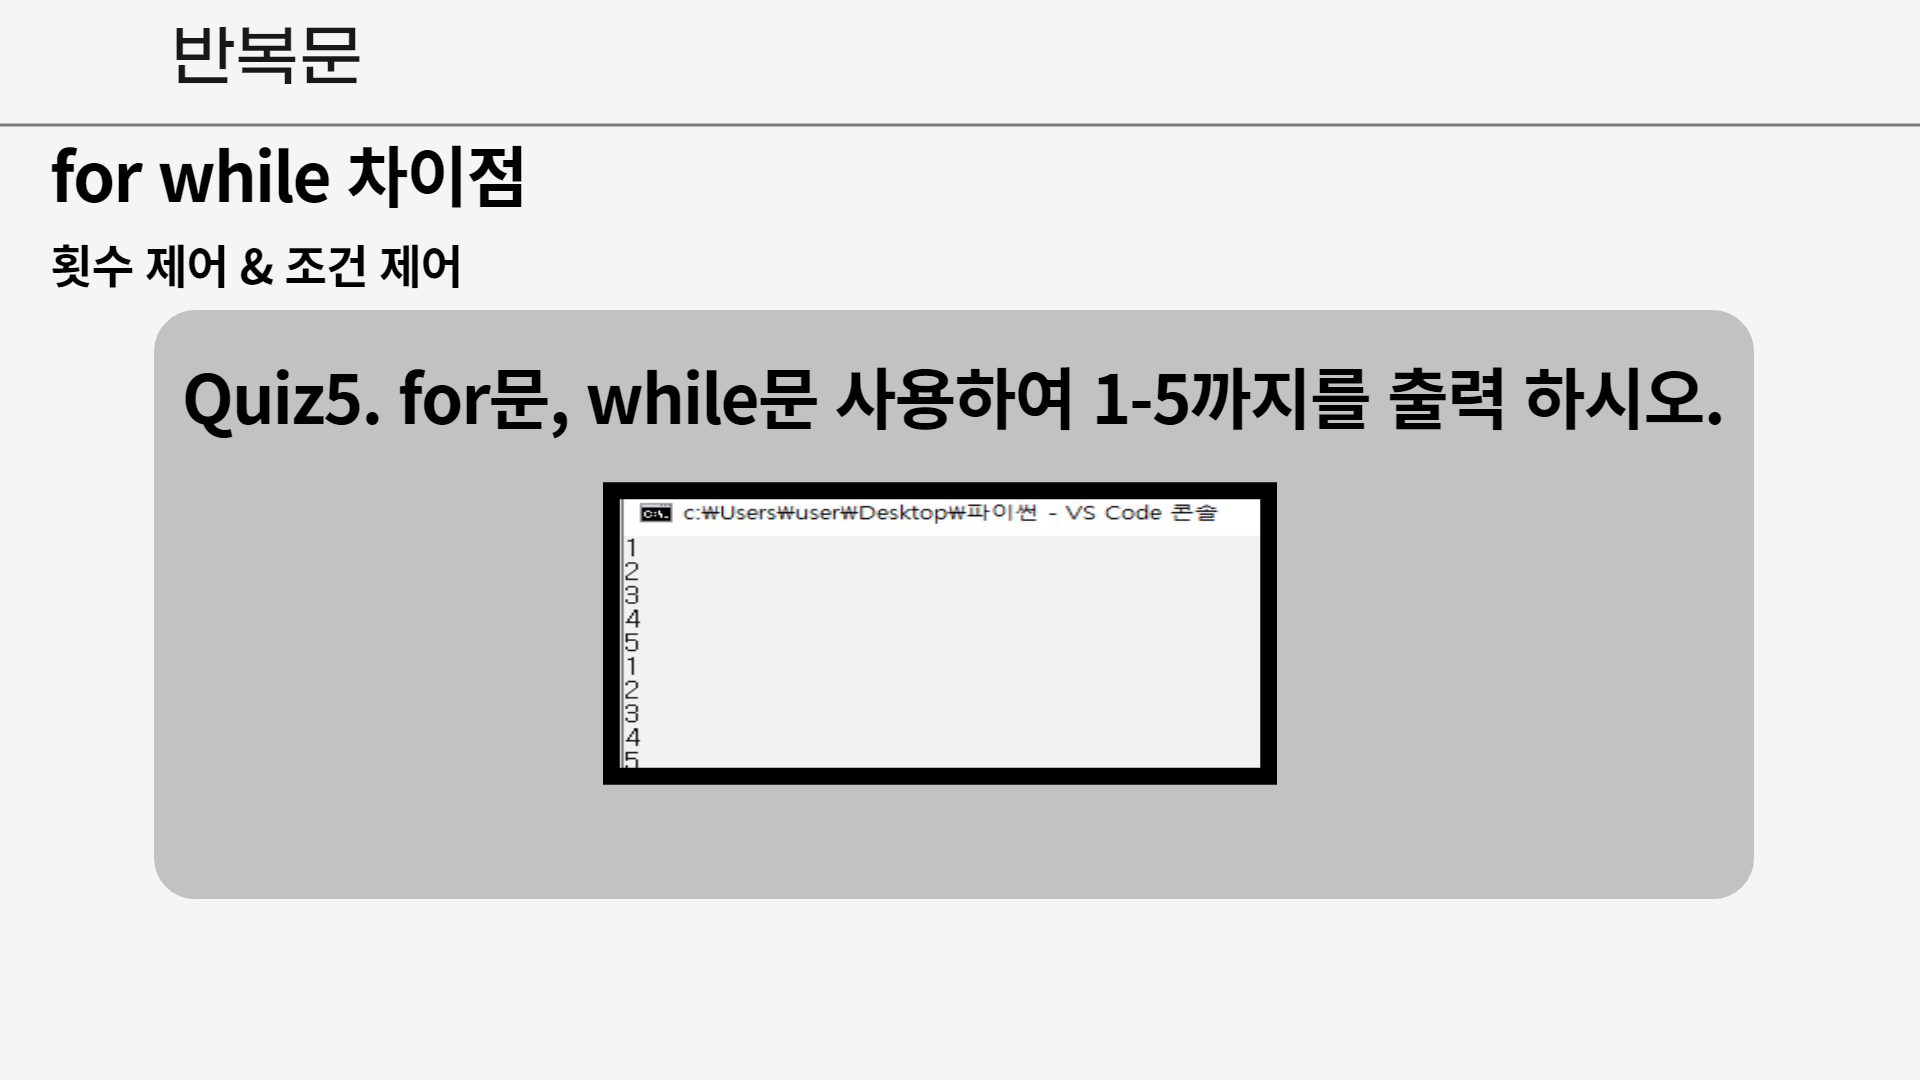 반복문
for while 차이점
횟수 제어 & 조건 제어
Quiz5. for문, while문 사용하여 1-5까지를 출력 하시오.
c:₩Users₩user₩Desktop₩파이썬 - VS Code 콘솔
1
2
3
4
5
1
2
3
4
5